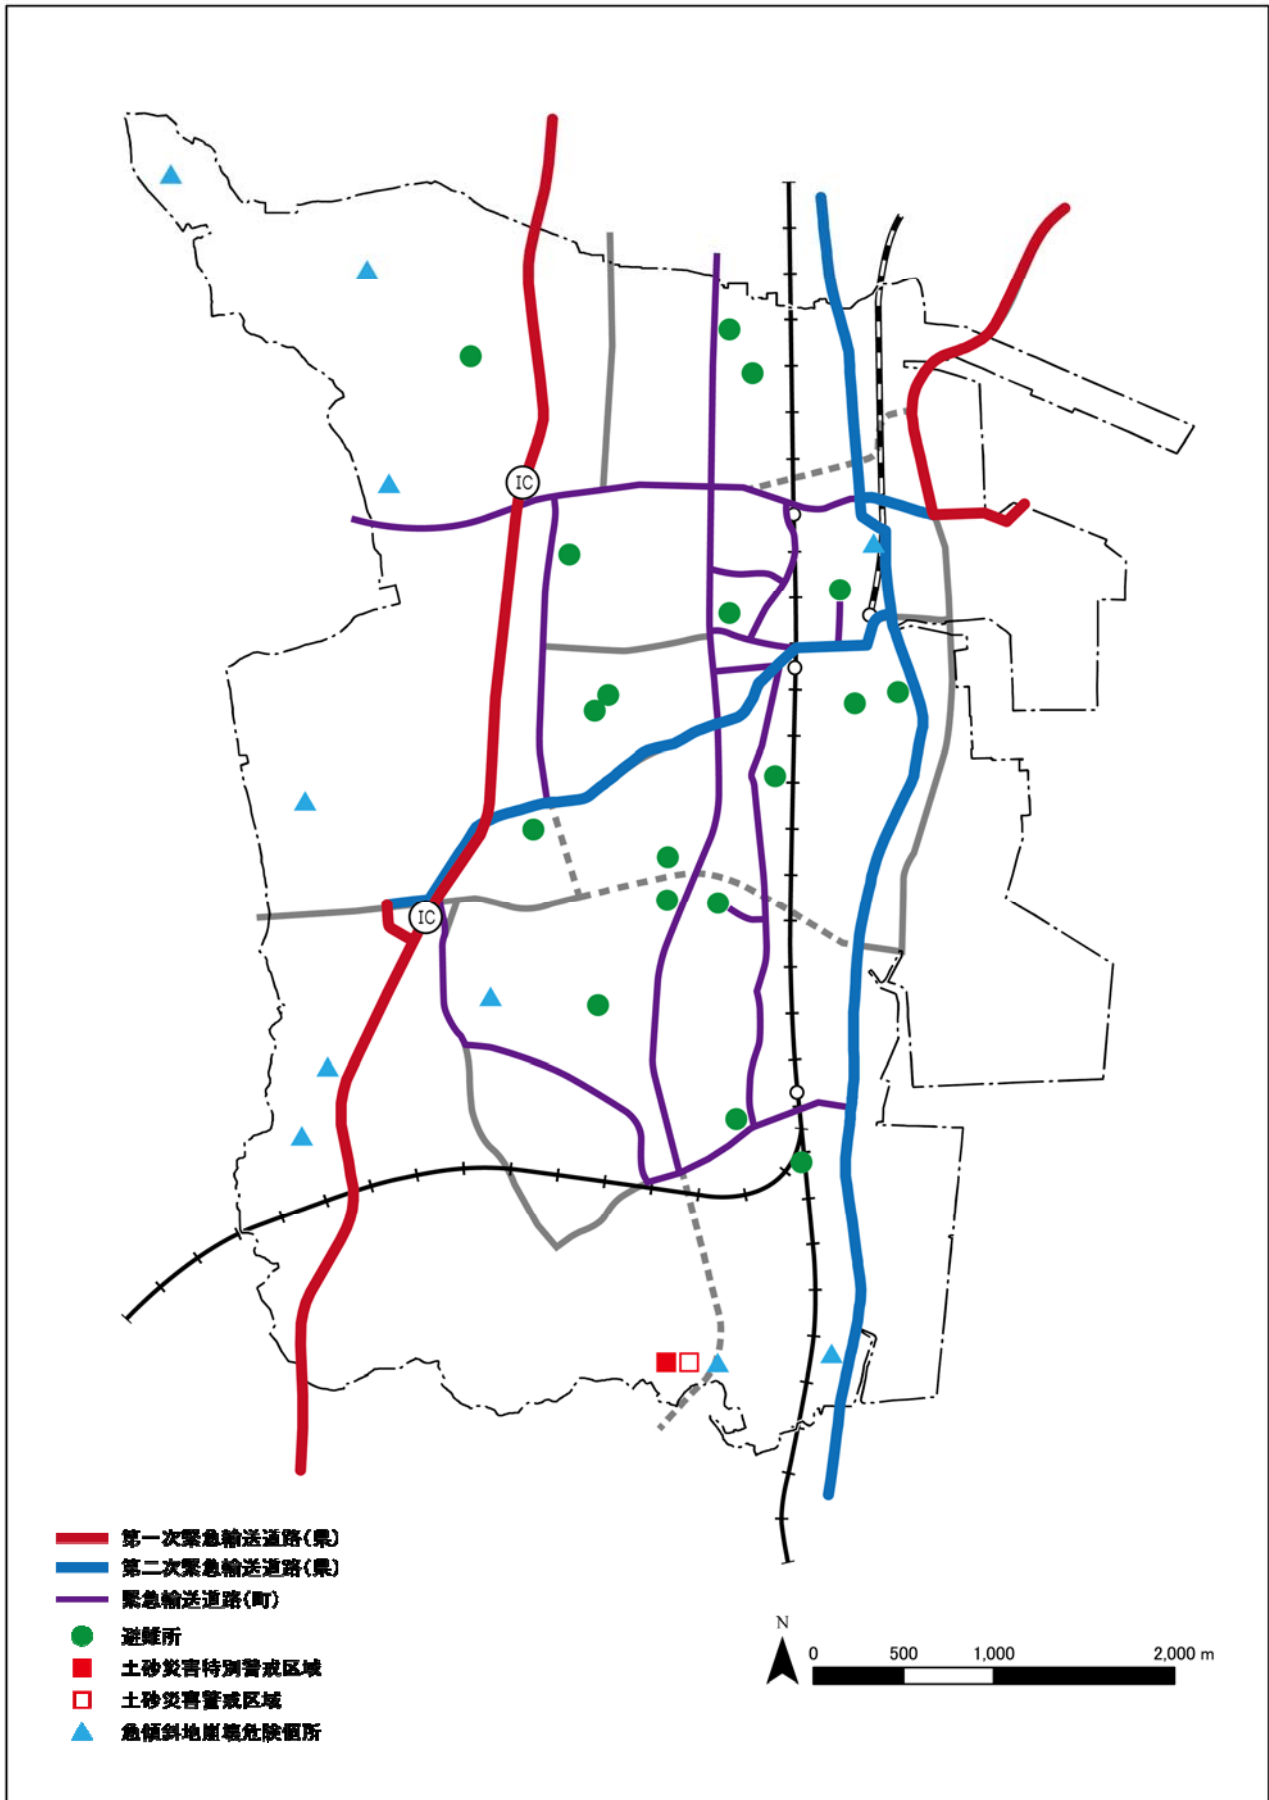 IC
IC
第一次緊急輸送道路(県)
第二次緊急輸送道路(県)
緊急輸送道路(町)
避難所
土砂災害特別警戒区域
土砂災害警戒区域
急傾斜地崩壊危険個所
N
0 500 1,000 2,000 m